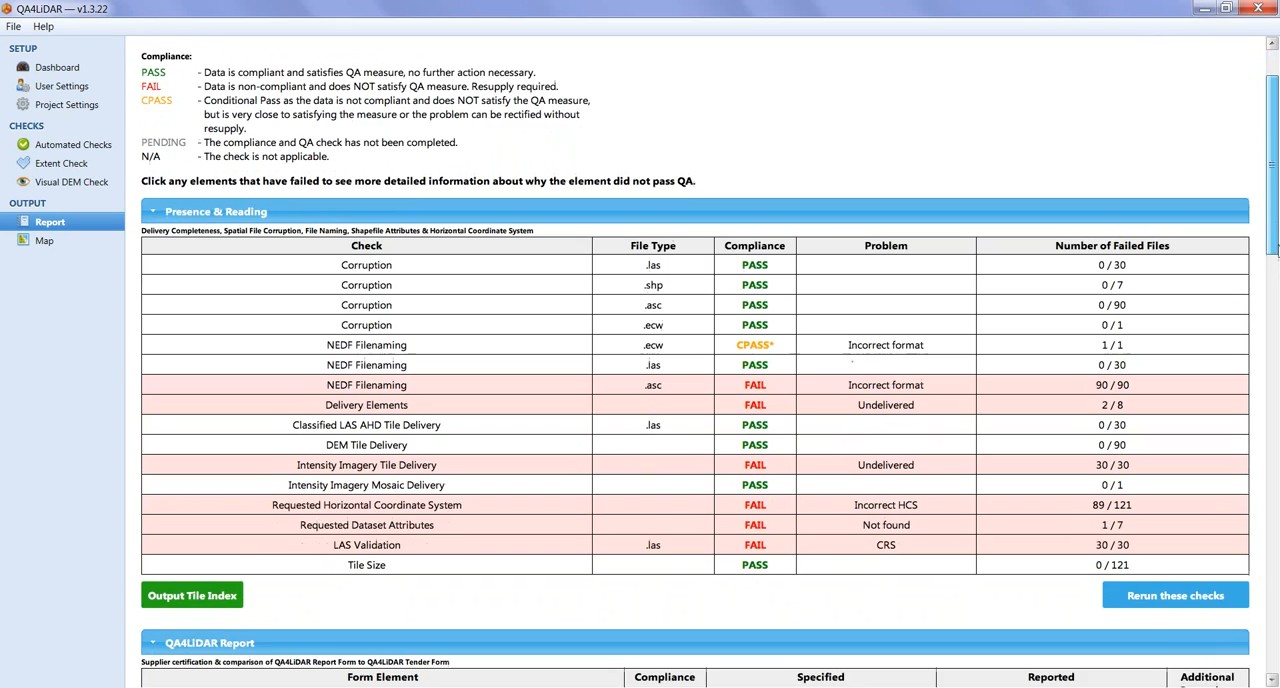 QA4LiDAR — v1.3.22
File Help
SETUP
Dashboard
User Settings
Project Settings
CHECKS
Automated Checks
Extent Check
Visual DEM Check
OUTPUT
Report
Map
Compliance:
PASS - Data is compliant and satisfies QA measure, no further action necessary.
FAIL - Data is non-compliant and does NOT satisfy QA measure. Resupply required.
CPASS - Conditional Pass as the data is not compliant and does NOT satisfy the QA measure,
but is very close to satisfying the measure or the problem can be rectified without
resupply.
PENDING - The compliance and QA check has not been completed.
N/A - The check is not applicable.
Click any elements that have failed to see more detailed information about why the element did not pass QA.
Presence & Reading
Delivery Completeness, Spatial File Corruption, File Naming, Shapefile Attributes & Horizontal Coordinate System
Check File Type Compliance Problem Number of Failed Files
Corruption .las PASS 0 / 30
Corruption .shp PASS 0 / 7
Corruption .asc PASS 0 / 90
Corruption .ecw PASS 0 / 1
NEDF Filenaming .ecw CPASS* Incorrect format 1 / 1
NEDF Filenaming .las PASS 0 / 30
NEDF Filenaming .asc FAIL Incorrect format 90 / 90
Delivery Elements FAIL Undelivered 2 / 8
Classified LAS AHD Tile Delivery .las PASS 0 / 30
DEM Tile Delivery PASS 0 / 90
Intensity Imagery Tile Delivery FAIL Undelivered 30 / 30
Intensity Imagery Mosaic Delivery PASS 0 / 1
Requested Horizontal Coordinate System FAIL Incorrect HCS 89 / 121
Requested Dataset Attributes FAIL Not found 1 / 7
LAS Validation .las FAIL CRS 30 / 30
Tile Size PASS 0 / 121
Output Tile Index Rerun these checks
QA4LiDAR Report
Supplier certification & comparison of QA4LiDAR Report Form to QA4LiDAR Tender Form
Form Element Compliance Specified Reported Additional